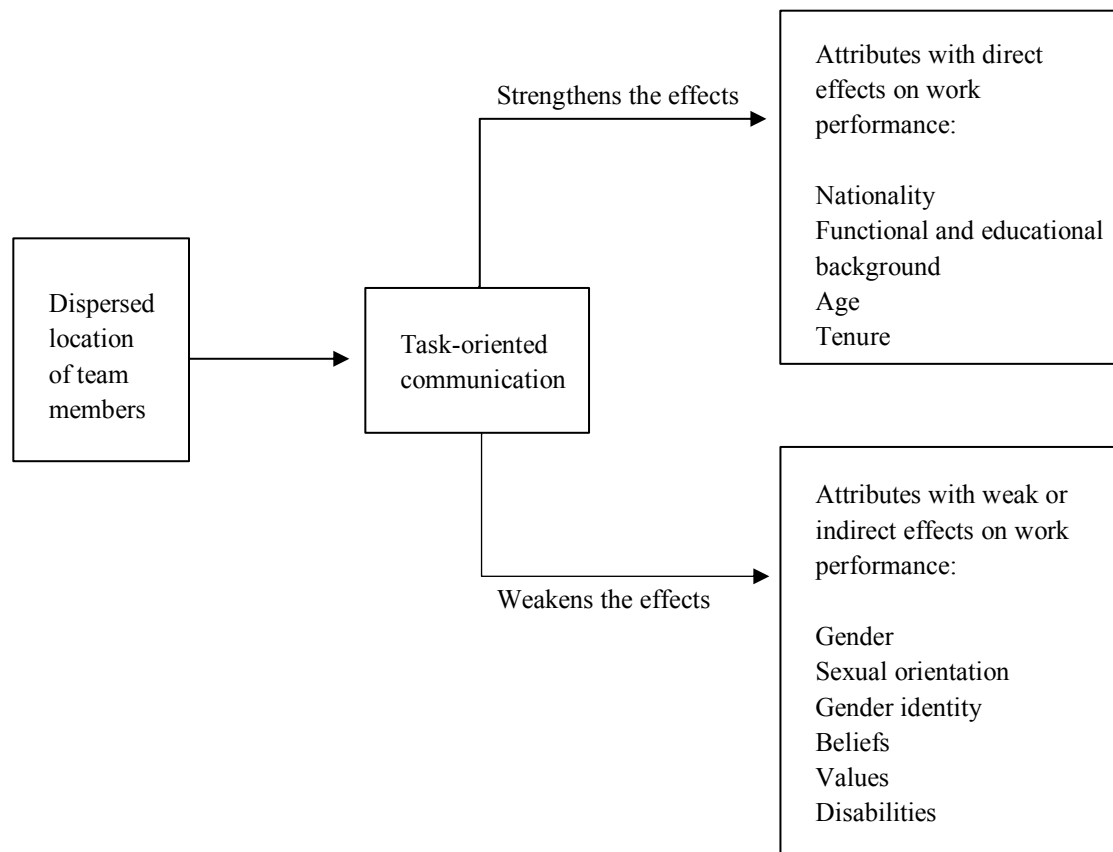 Dispersed
location
of team
members
Task-oriented
communication
Strengthens the effects
Attributes with direct
effects on work
performance:
Nationality
Functional and educational
background
Age
Tenure
Weakens the effects
Attributes with weak or
indirect effects on work
performance:
Gender
Sexual orientation
Gender identity
Beliefs
Values
Disabilities